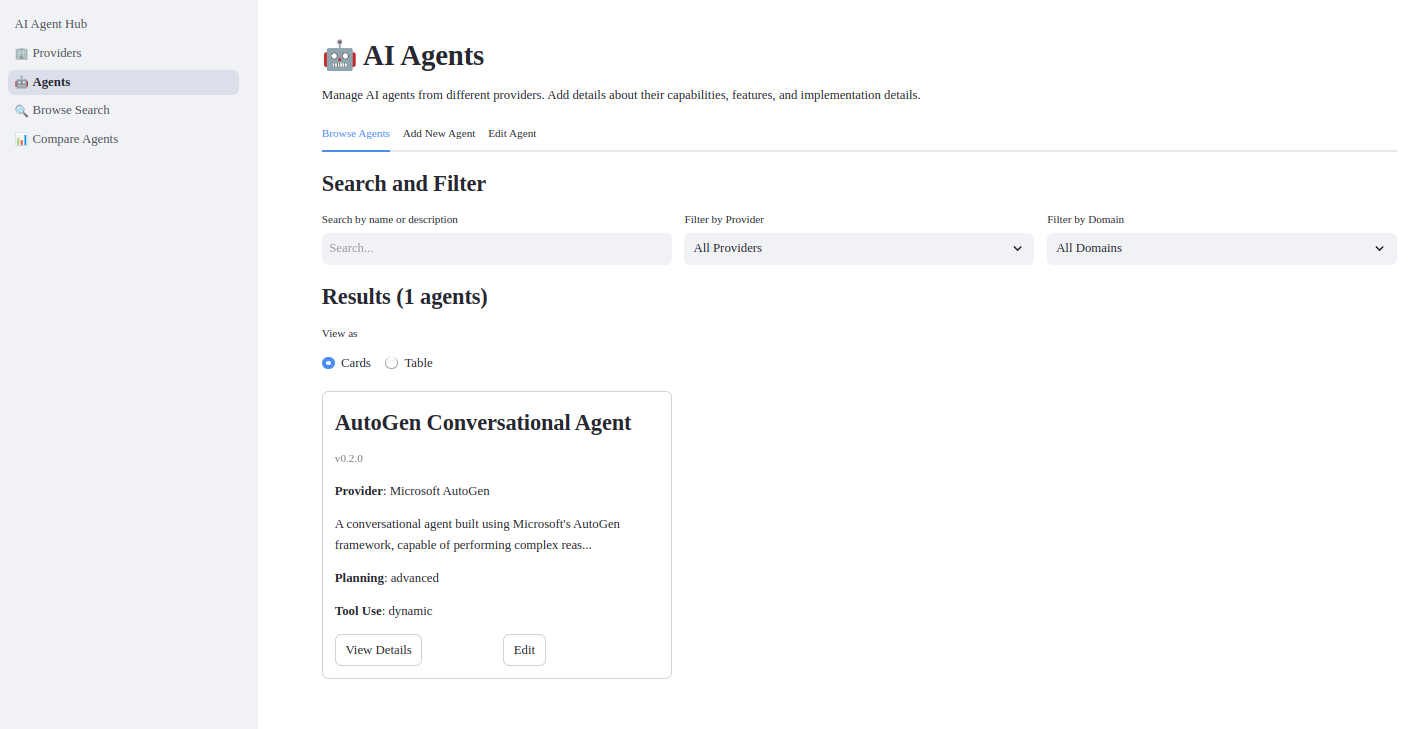 AI Agent Hub
Providers
Agents
Browse Search
Compare Agents
AI Agents
Manage AI agents from different providers. Add details about their capabilities, features, and implementation details.
Browse Agents Add New Agent Edit Agent
Search and Filter
Search by name or description Filter by Provider Filter by Domain
Search... All Providers All Domains
Results (1 agents)
View as
Cards Table
AutoGen Conversational Agent
v0.2.0
Provider: Microsoft AutoGen
A conversational agent built using Microsoft's AutoGen
framework, capable of performing complex reas...
Planning: advanced
Tool Use: dynamic
View Details Edit